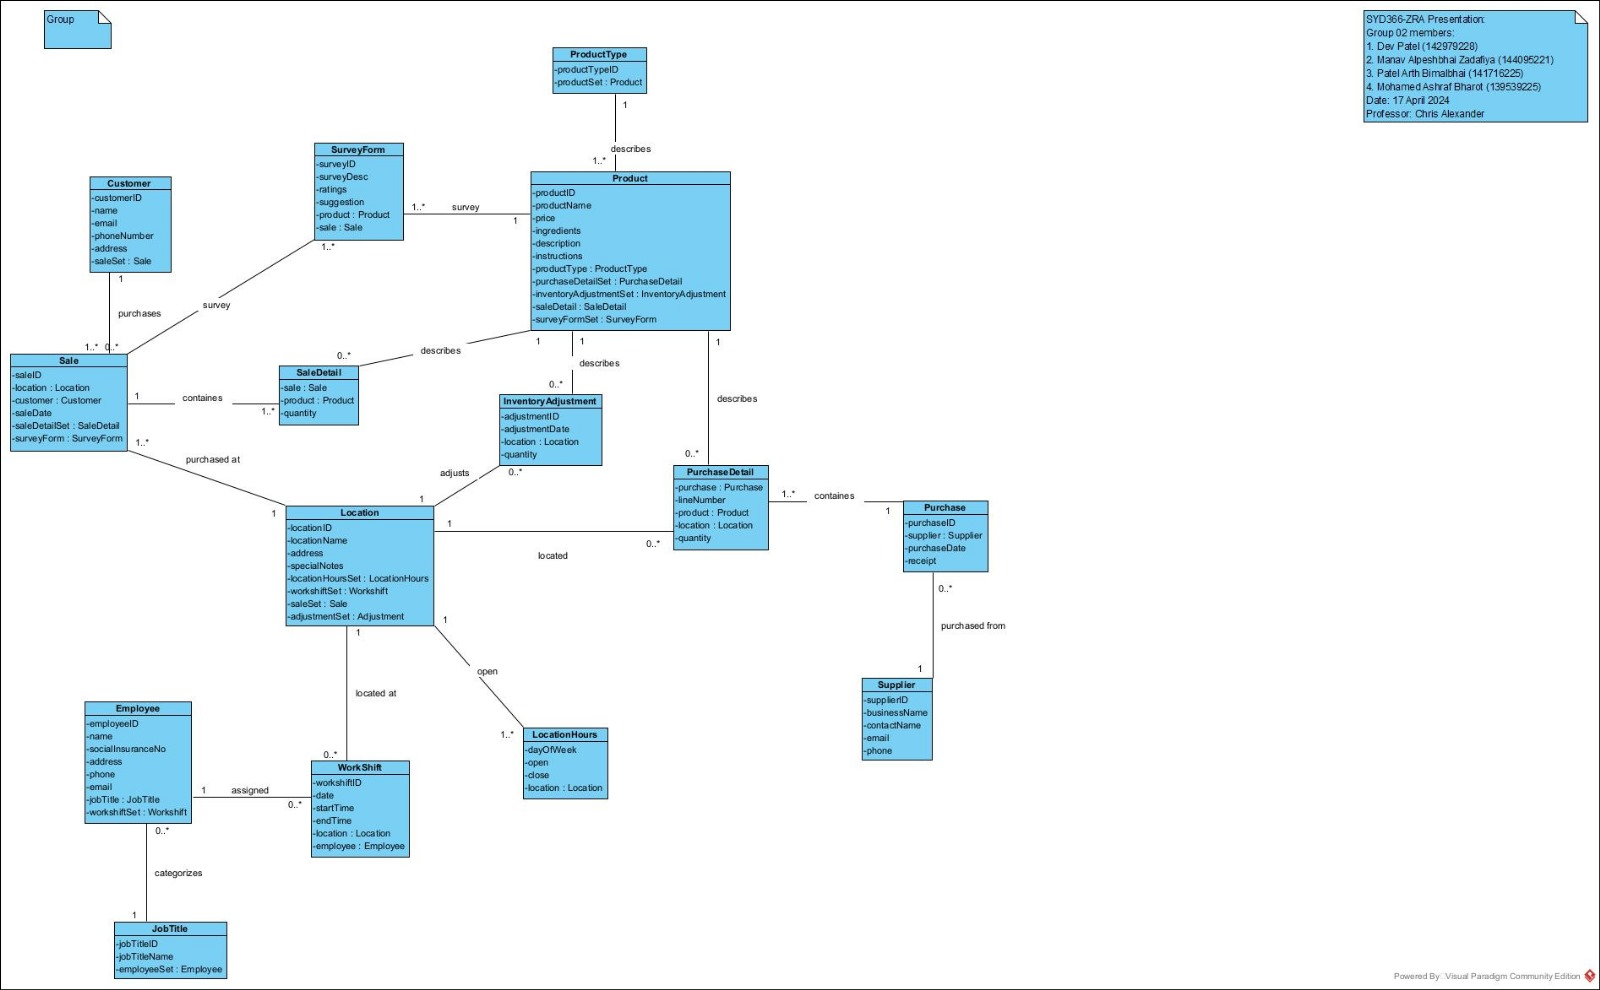 Group
SYD366-ZRA Presentation:
Group 02 members:
1. Dev Patel (142979228)
2. Manav Alpeshbhai Zadafiya (144095221)
3. Patel Arth Bimalbhai (141716225)
4. Mohamed Ashraf Bharot (139539225)
Date: 17 April 2024
Professor: Chris Alexander
ProductType
-productTypeID
-productSet : Product
1
describes
1..*
SurveyForm
-surveyID
-surveyDesc
-ratings
-suggestion
-product : Product
-sale : Sale
1..*
survey
1
1..*
Customer
-customerID
-name
-email
-phoneNumber
-address
-saleSet : Sale
1
purchases
1..*
0..*
survey
Product
-productID
-productName
-price
-ingredients
-description
-instructions
-productType : ProductType
-purchaseDetailSet : PurchaseDetail
-inventoryAdjustmentSet : InventoryAdjustment
-saleDetail : SaleDetail
-surveyFormSet : SurveyForm
1
1
1
describes
0..*
describes
0..*
describes
0..*
Sale
-saleID
-location : Location
-customer : Customer
-saleDate
-saleDetailSet : SaleDetail
-surveyForm : SurveyForm
1
containes
1..*
1..*
purchased at
1
SaleDetail
-sale : Sale
-product : Product
-quantity
InventoryAdjustment
-adjustmentID
-adjustmentDate
-location : Location
-quantity
0..*
adjusts
1
PurchaseDetail
-purchase : Purchase
-lineNumber
-product : Product
-location : Location
-quantity
1..*
containes
1
Purchase
-purchaseID
-supplier : Supplier
-purchaseDate
-receipt
0..*
purchased from
1
Location
-locationID
-locationName
-address
-specialNotes
-locationHoursSet : LocationHours
-workshiftSet : Workshift
-saleSet : Sale
-adjustmentSet : Adjustment
1
located
0..*
1
located at
0..*
1
open
1..*
Supplier
-supplierID
-businessName
-contactName
-email
-phone
Employee
-employeeID
-name
-socialInsuranceNo
-address
-phone
-email
-jobTitle : JobTitle
-workshiftSet : Workshift
1
assigned
0..*
0..*
categorizes
1
WorkShift
-workshiftID
-date
-startTime
-endTime
-location : Location
-employee : Employee
LocationHours
-dayOfWeek
-open
-close
-location : Location
JobTitle
-jobTitleID
-jobTitleName
-employeeSet : Employee
Powered By: Visual Paradigm Community Edition